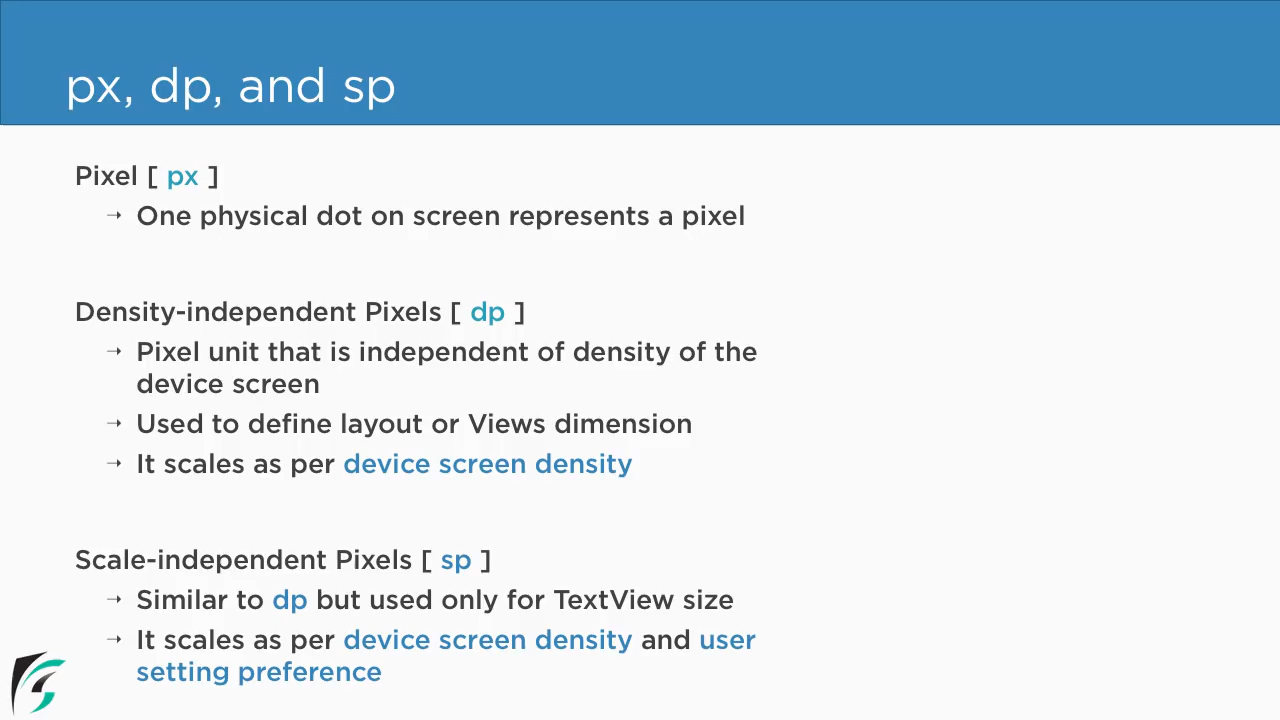 px, dp, and sp
Pixel [ px ]
→ One physical dot on screen represents a pixel
Density-independent Pixels [ dp ]
→ Pixel unit that is independent of density of the
device screen
→ Used to define layout or Views dimension
→ It scales as per device screen density
Scale-independent Pixels [ sp ]
→ Similar to dp but used only for TextView size
→ It scales as per device screen density and user
setting preference